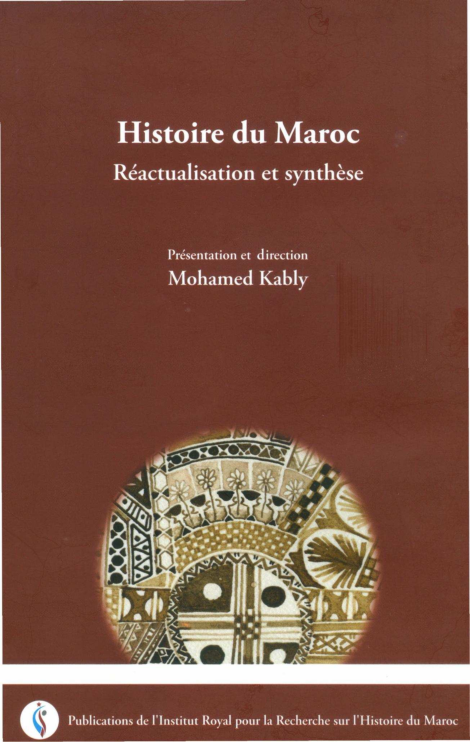 Histoire du Maroc
Réactualisation et synthèse
Présentation et direction
Mohamed Kably
Publications de l'Institut Royal pour la Recherche sur l'Histoire du Maroc